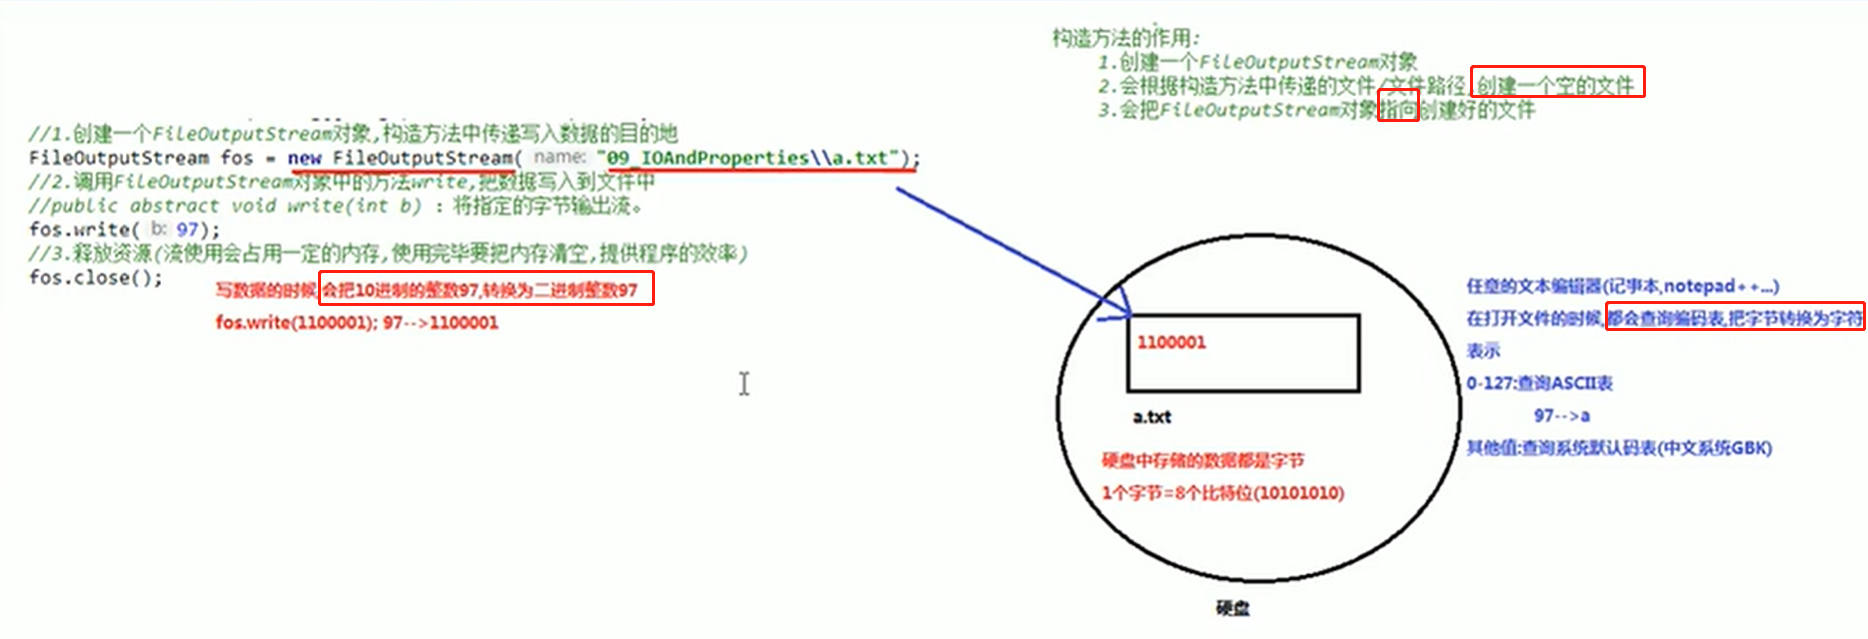 构造方法的作用:
1.创建一个FileOutputStream对象
2.会根据构造方法中传递的文件/文件路径,创建一个空的文件
3.会把FileOutputStream对象指向创建好的文件
//1.创建一个FileOutputStream对象,构造方法中传递写入数据的目的地
FileOutputStream fos = new FileOutputStream( name: "09_IOAndProperties\\a.txt");
//2.调用FileOutputStream对象中的方法write,把数据写入到文件中
//public abstract void write(int b) : 将指定的字节输出流。
fos.write( b: 97);
//3.释放资源(流使用会占用一定的内存,使用完毕要把内存清空,提供程序的效率)
fos.close();
写数据的时候,会把10进制的整数97,转换为二进制整数97
fos.write(1100001); 97-->1100001
1100001
a.txt
硬盘中存储的数据都是字节
1个字节=8个比特位(10101010)
硬盘
任意的文本编辑器(记事本,notepad++...)
在打开文件的时候,都会查询编码表,把字节转换为字符
表示
0-127:查询ASCII表
97-->a
其他值:查询系统默认码表(中文系统GBK)